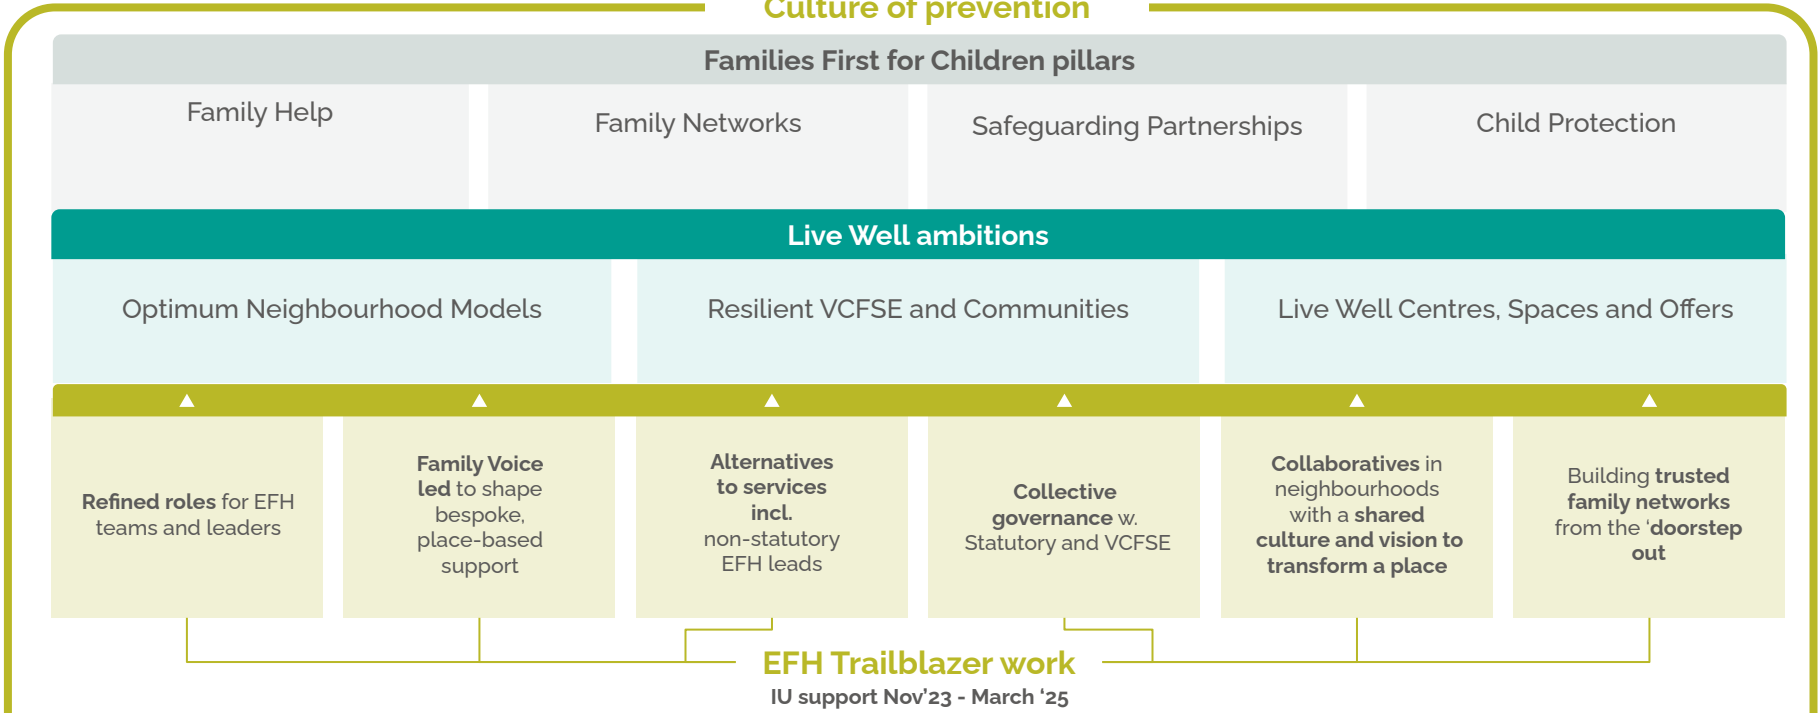 Culture of prevention
Families First for Children pillars
Family Help
Family Networks
Safeguarding Partnerships
Child Protection
Live Well ambitions
Optimum Neighbourhood Models
Resilient VCFSE and Communities
Live Well Centres, Spaces and Offers
Refined roles for EFH
teams and leaders
Family Voice
led to shape
bespoke,
place-based
support
Alternatives
to services
incl.
non-statutory
EFH leads
Collective
governance w.
Statutory and VCFSE
Collaboratives in
neighbourhoods
with a shared
culture and vision to
transform a place
Building trusted
family networks
from the ‘doorstep
out
EFH Trailblazer work
IU support Nov’23 - March ‘25